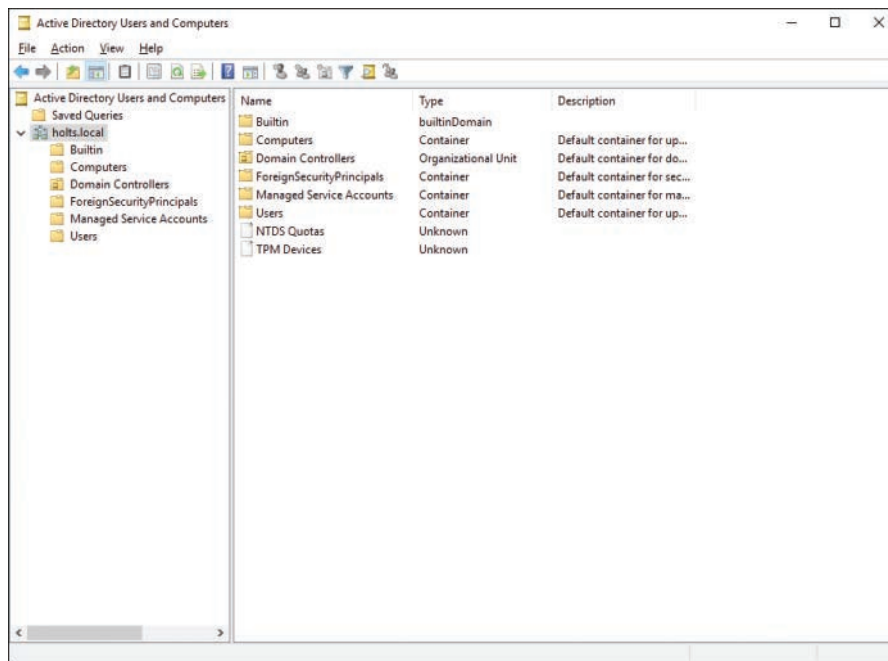 Active Directory Users and Computers
File Action View Help
Active Directory Users and Computers
Saved Queries
holts.local
Builtin
Computers
Domain Controllers
ForeignSecurityPrincipals
Managed Service Accounts
Users
Name Type Description
Builtin builtinDomain
Computers Container Default container for up...
Domain Controllers Organizational Unit Default container for do...
ForeignSecurityPrincipals Container Default container for sec...
Managed Service Accounts Container Default container for ma...
Users Container Default container for up...
NTDS Quotas Unknown
TPM Devices Unknown